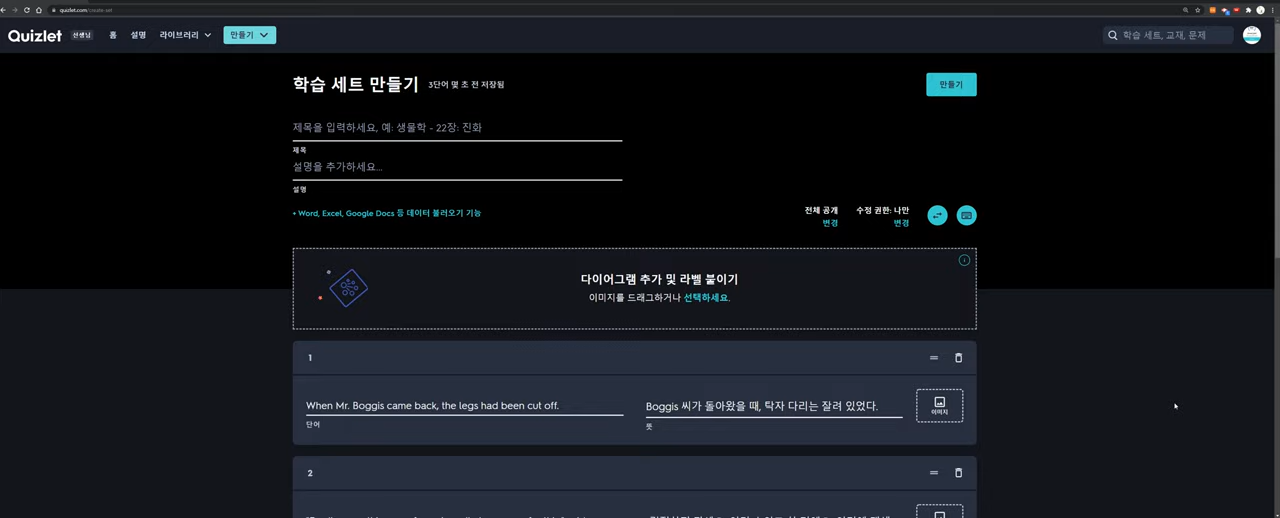 quizlet.com/create-set
Quizlet 선생님 홈 설명 라이브러리 만들기 학습 세트, 교재, 문제
학습 세트 만들기 3단어 몇 초 전 저장됨 만들기
제목을 입력하세요, 예: 생물학 - 22장: 진화
제목
설명을 추가하세요...
설명
+ Word, Excel, Google Docs 등 데이터 불러오기 기능
전체 공개 수정 권한: 나만
변경 변경
다이어그램 추가 및 라벨 붙이기
이미지를 드래그하거나 선택하세요.
1
When Mr. Boggis came back, the legs had been cut off. Boggis 씨가 돌아왔을 때, 탁자 다리는 잘려 있었다.
단어 뜻 이미지
2